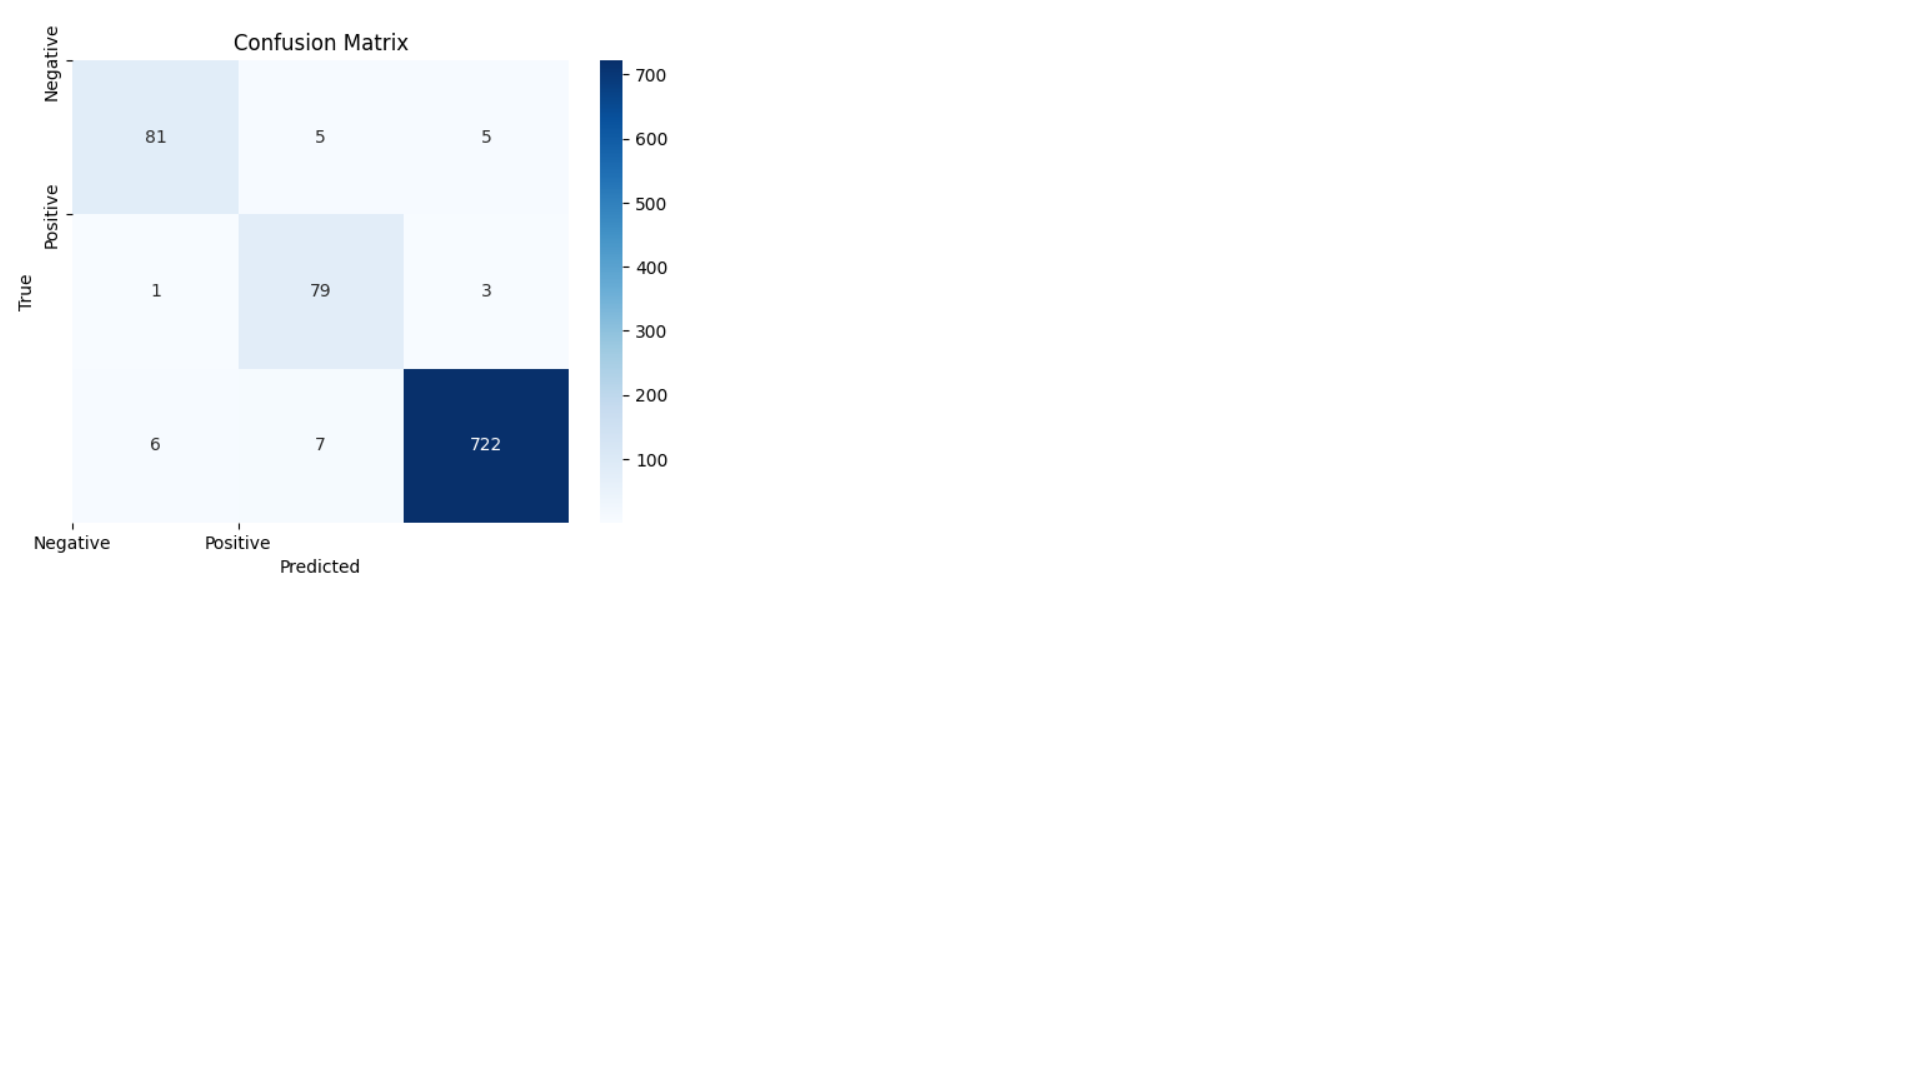 Confusion Matrix
Negative
Positive
True
81 5 5
1 79 3
6 7 722
Negative Positive
Predicted
700
600
500
400
300
200
100